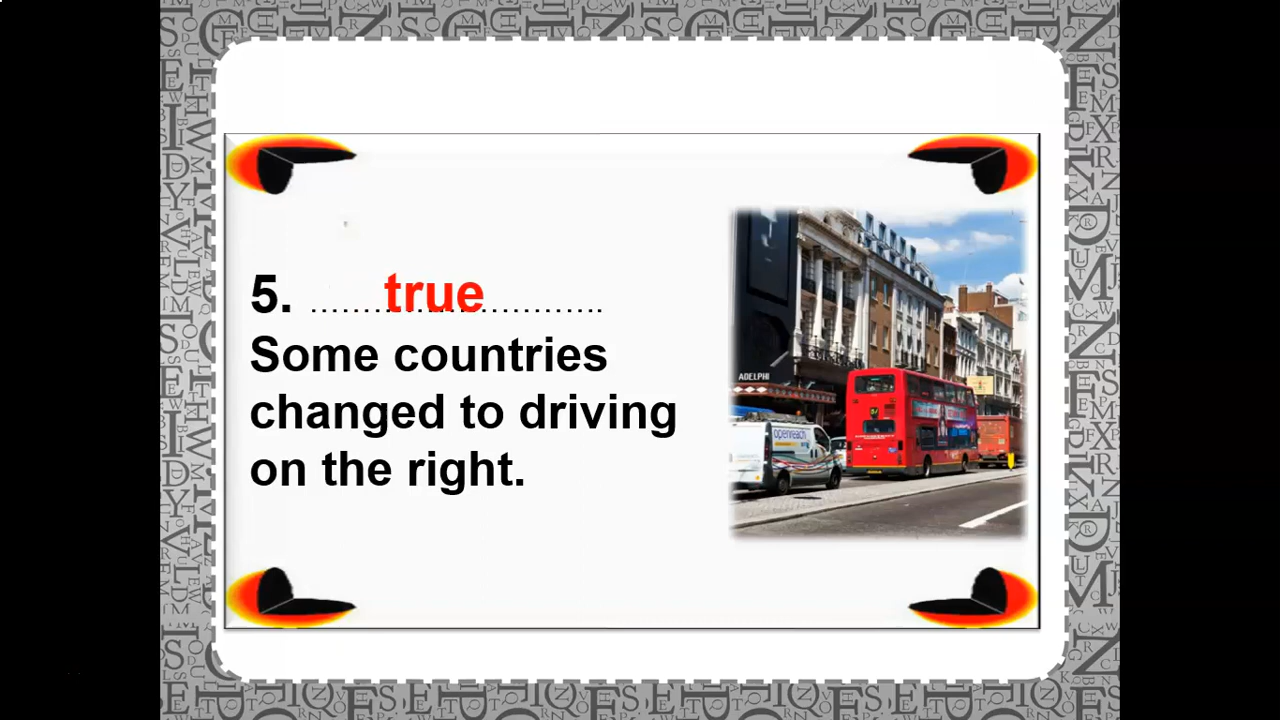 5. ......true..................
Some countries
changed to driving
on the right.
ADELPHI
openreach